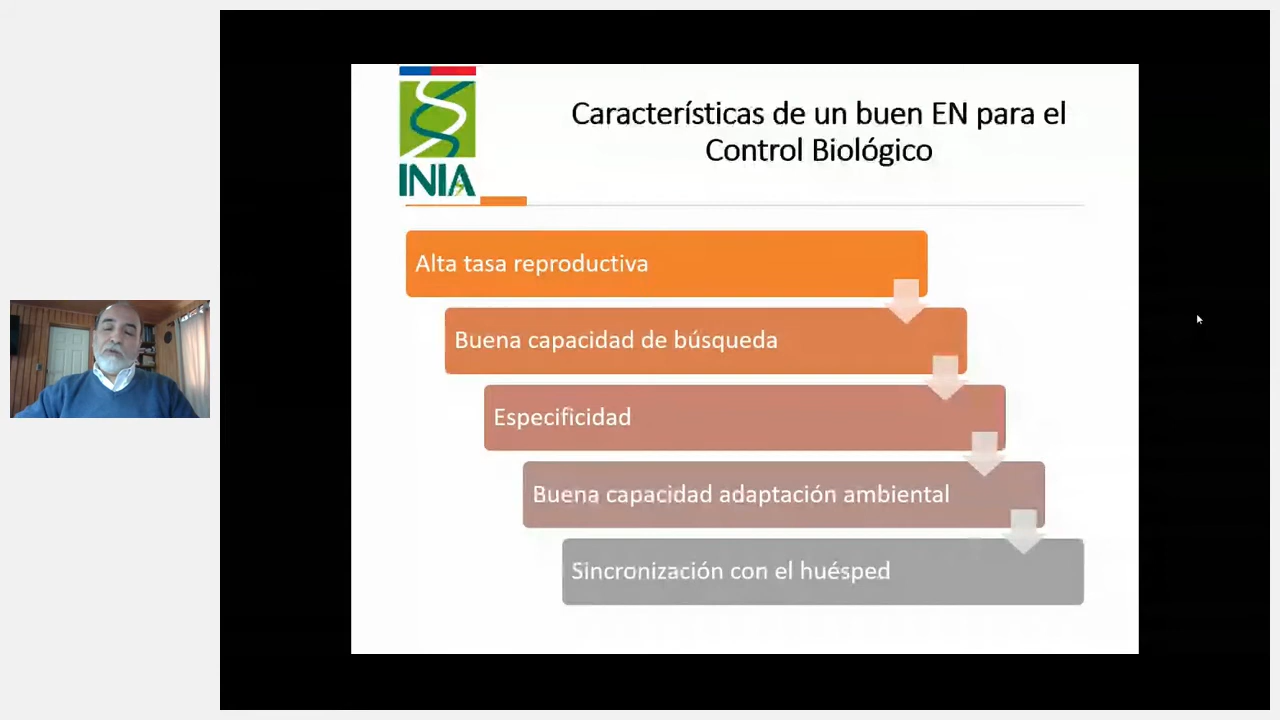 INIA
Características de un buen EN para el
Control Biológico
Alta tasa reproductiva
Buena capacidad de búsqueda
Especificidad
Buena capacidad adaptación ambiental
Sincronización con el huésped